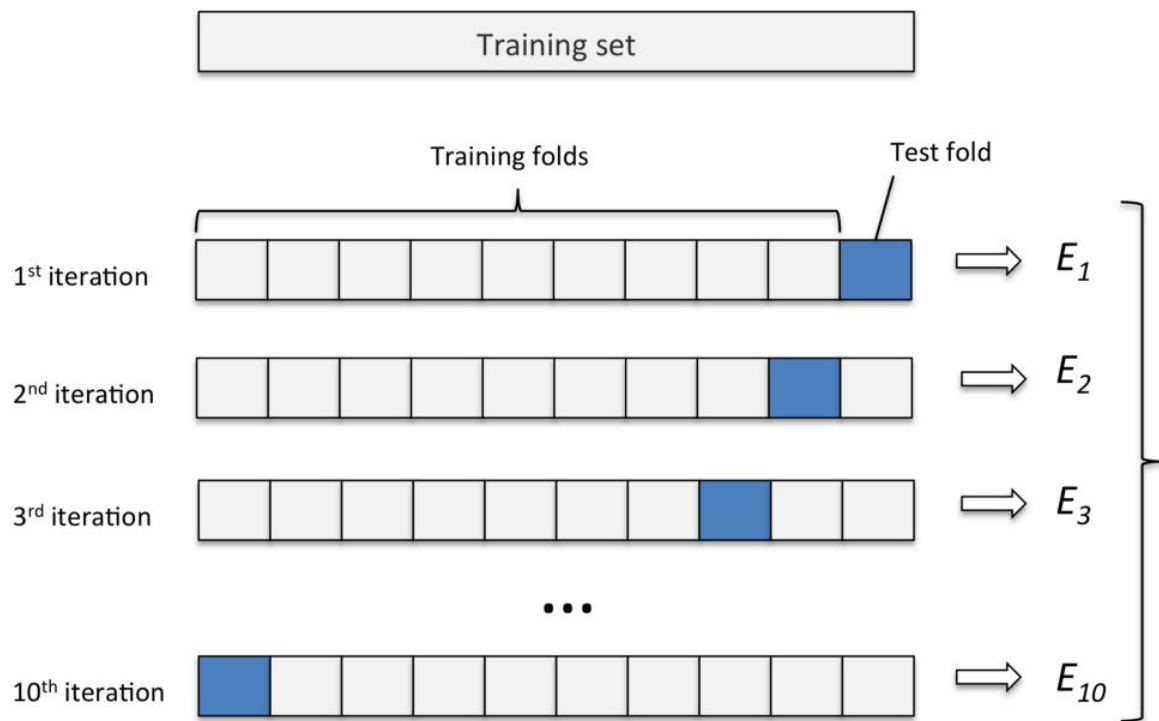 Training set
Training folds
Test fold
1st iteration
E1
2nd iteration
E2
3rd iteration
E3
...
10th iteration
E10